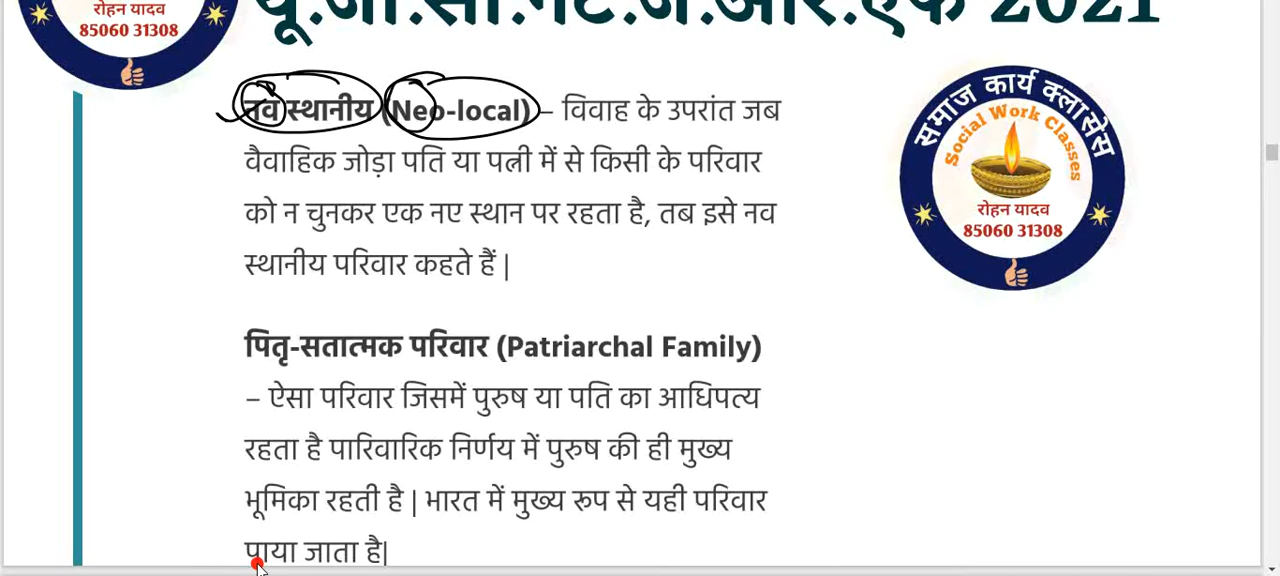 रोहन यादव
85060 31308
यू.जी.सी.नेट.जे.आर.एफ 2021
नव स्थानीय (Neo-local) – विवाह के उपरांत जब
वैवाहिक जोड़ा पति या पत्नी में से किसी के परिवार
को न चुनकर एक नए स्थान पर रहता है, तब इसे नव
स्थानीय परिवार कहते हैं |
पितृ-सतात्मक परिवार (Patriarchal Family)
– ऐसा परिवार जिसमें पुरुष या पति का आधिपत्य
रहता है पारिवारिक निर्णय में पुरुष की ही मुख्य
भूमिका रहती है | भारत में मुख्य रूप से यही परिवार
पाया जाता है|
समाज कार्य क्लासेस
Social Work Classes
रोहन यादव
85060 31308